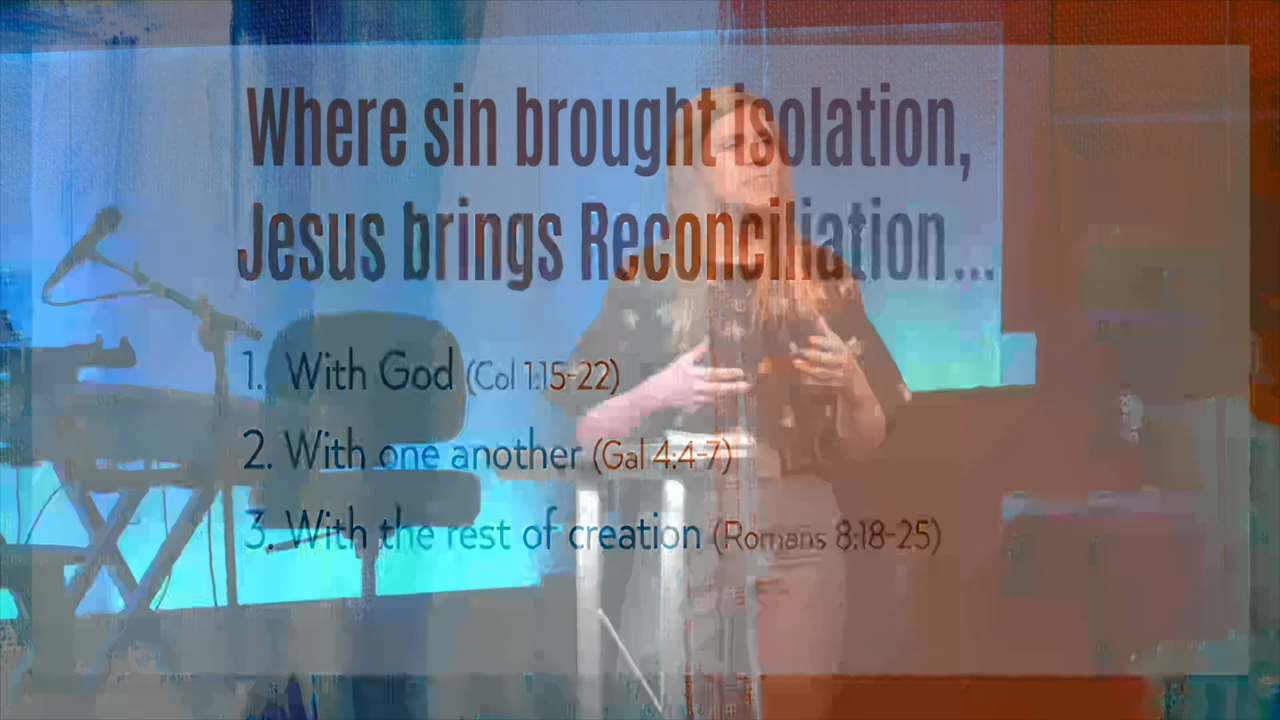 Where sin brought isolation,
Jesus brings Reconciliation...
1. With God (Col 1:15-22)
2. With one another (Gal 4:4-7)
3. With the rest of creation (Romans 8:18-25)